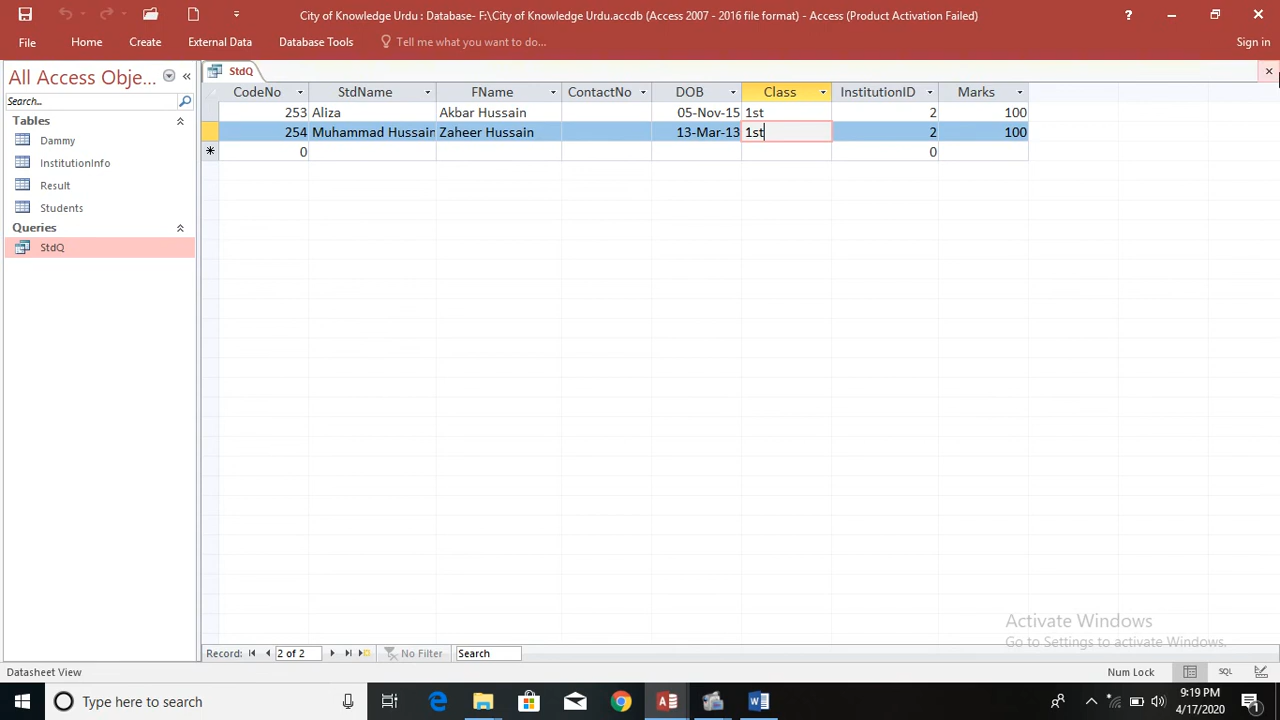 City of Knowledge Urdu : Database- F:\City of Knowledge Urdu.accdb (Access 2007 - 2016 file format) - Access (Product Activation Failed)
?
File Home Create External Data Database Tools Tell me what you want to do... Sign in
All Access Obje...
Search...
Tables
Dammy
InstitutionInfo
Result
Students
Queries
StdQ
StdQ
CodeNo StdName FName ContactNo DOB Class InstitutionID Marks
253 Aliza Akbar Hussain 05-Nov-15 1st 2 100
254 Muhammad Hussain Zaheer Hussain 13-Mar-13 1st 2 100
* 0 0
Activate Windows
Go to Settings to activate Windows.
Record: 2 of 2 No Filter Search
Datasheet View Num Lock SQL
Type here to search
9:19 PM
4/17/2020
1